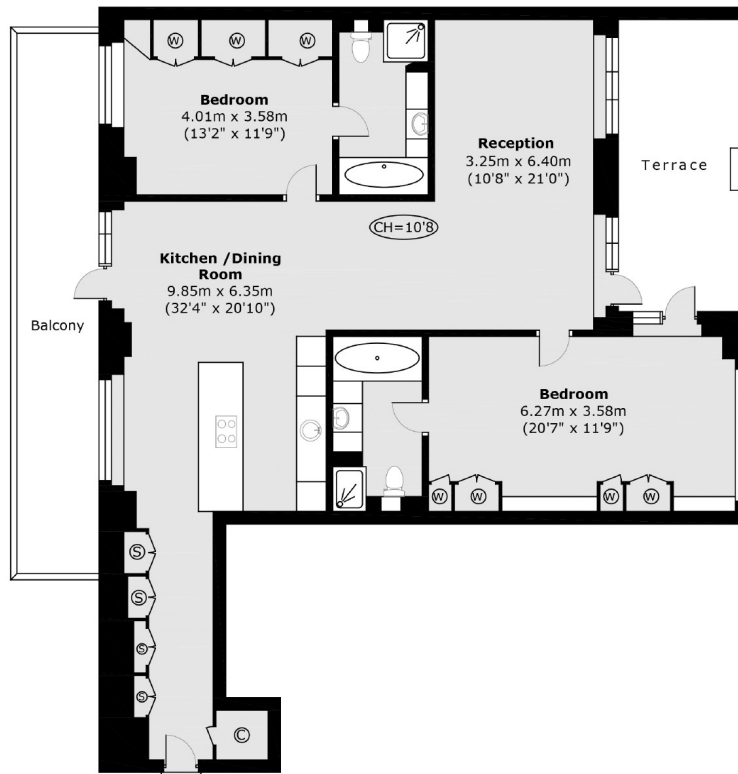 W
W
W
Bedroom
4.01m x 3.58m
(13'2" x 11'9")
Reception
3.25m x 6.40m
(10'8" x 21'0")
Terrace
CH=10'8
Kitchen /Dining
Room
9.85m x 6.35m
(32'4" x 20'10")
Balcony
Bedroom
6.27m x 3.58m
(20'7" x 11'9")
W
W
W
W
S
S
S
S
C